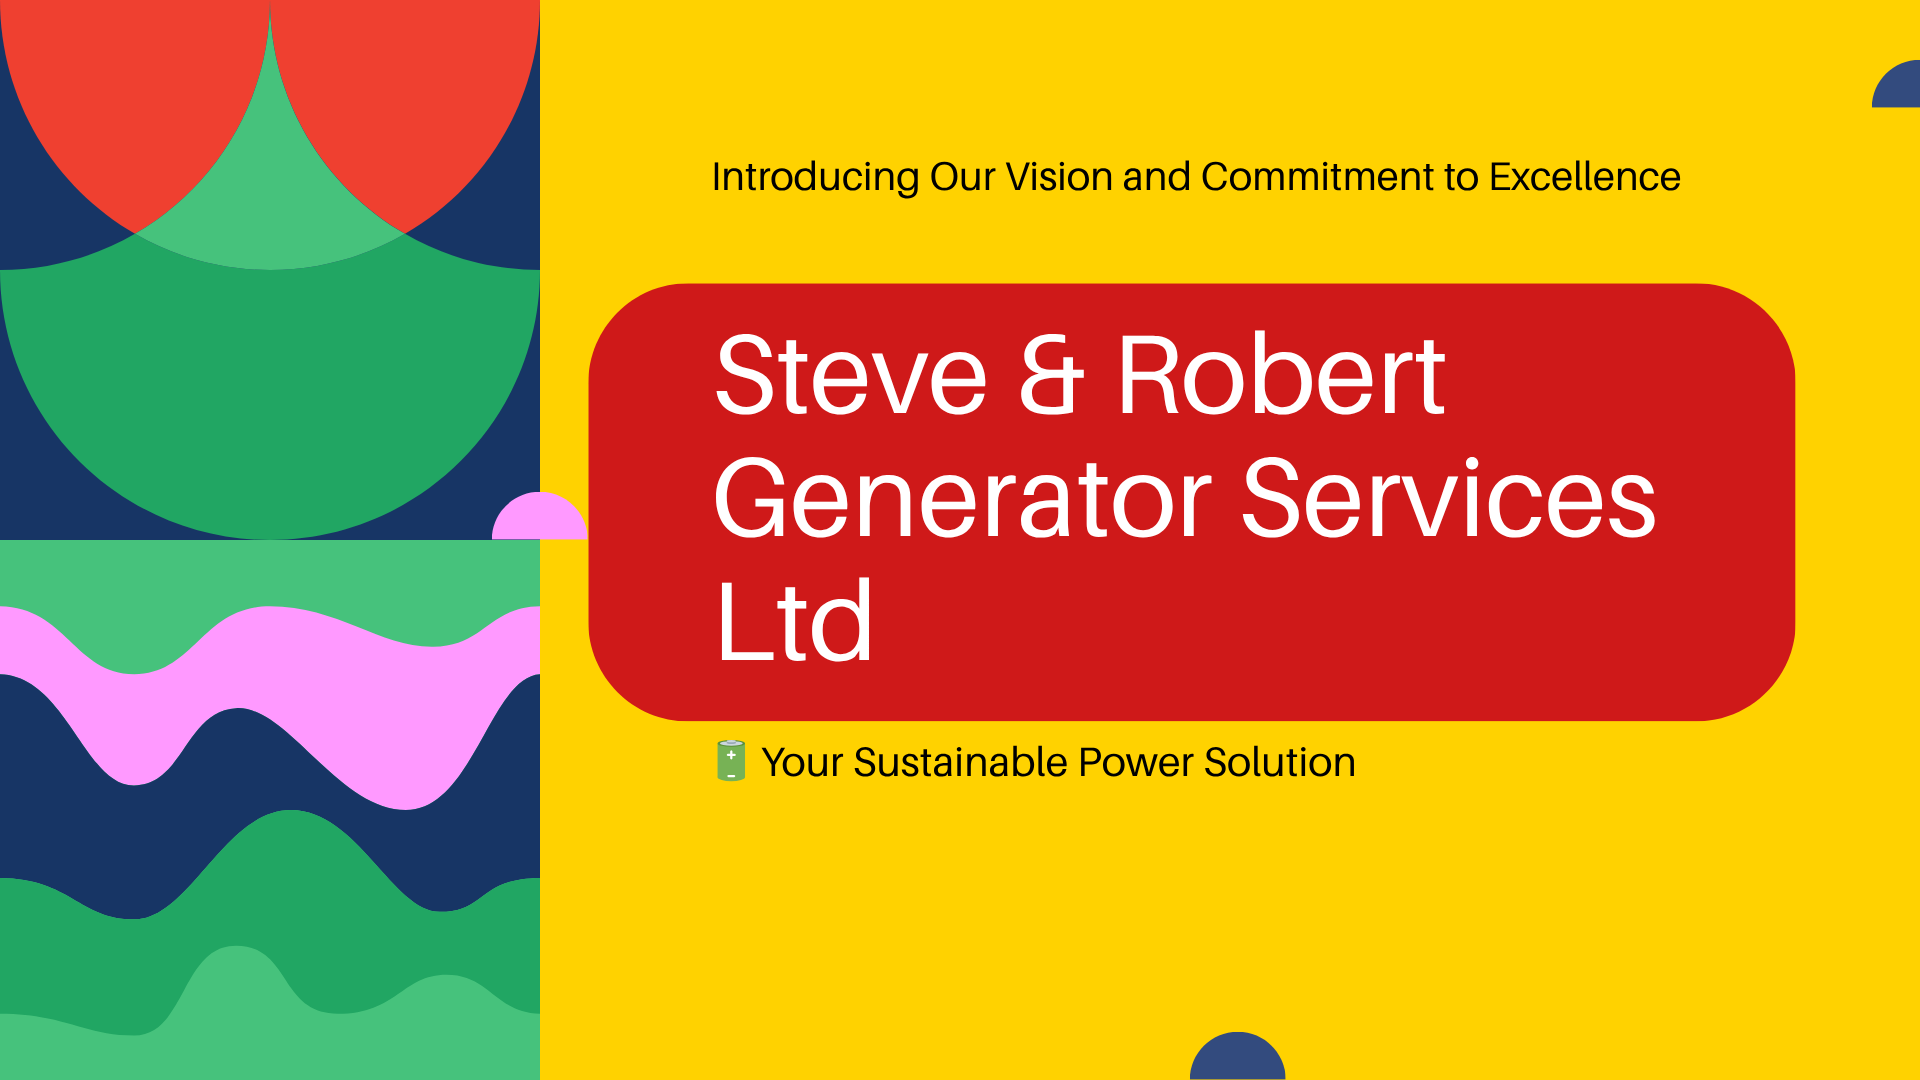 Introducing Our Vision and Commitment to Excellence
Steve & Robert
Generator Services
Ltd
🔋 Your Sustainable Power Solution